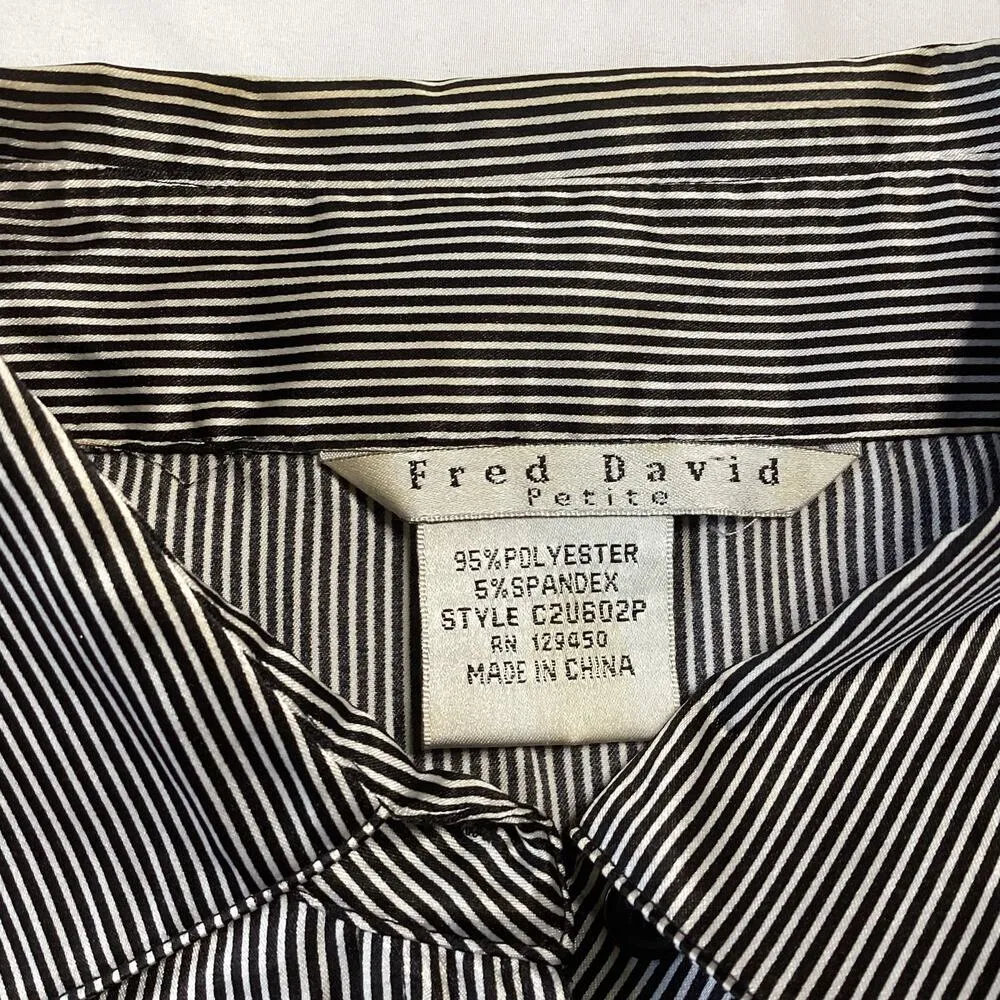 Fred David
Petite
95%POLYESTER
5%SPANDEX
STYLE C2U602P
RN 129450
MADE IN CHINA